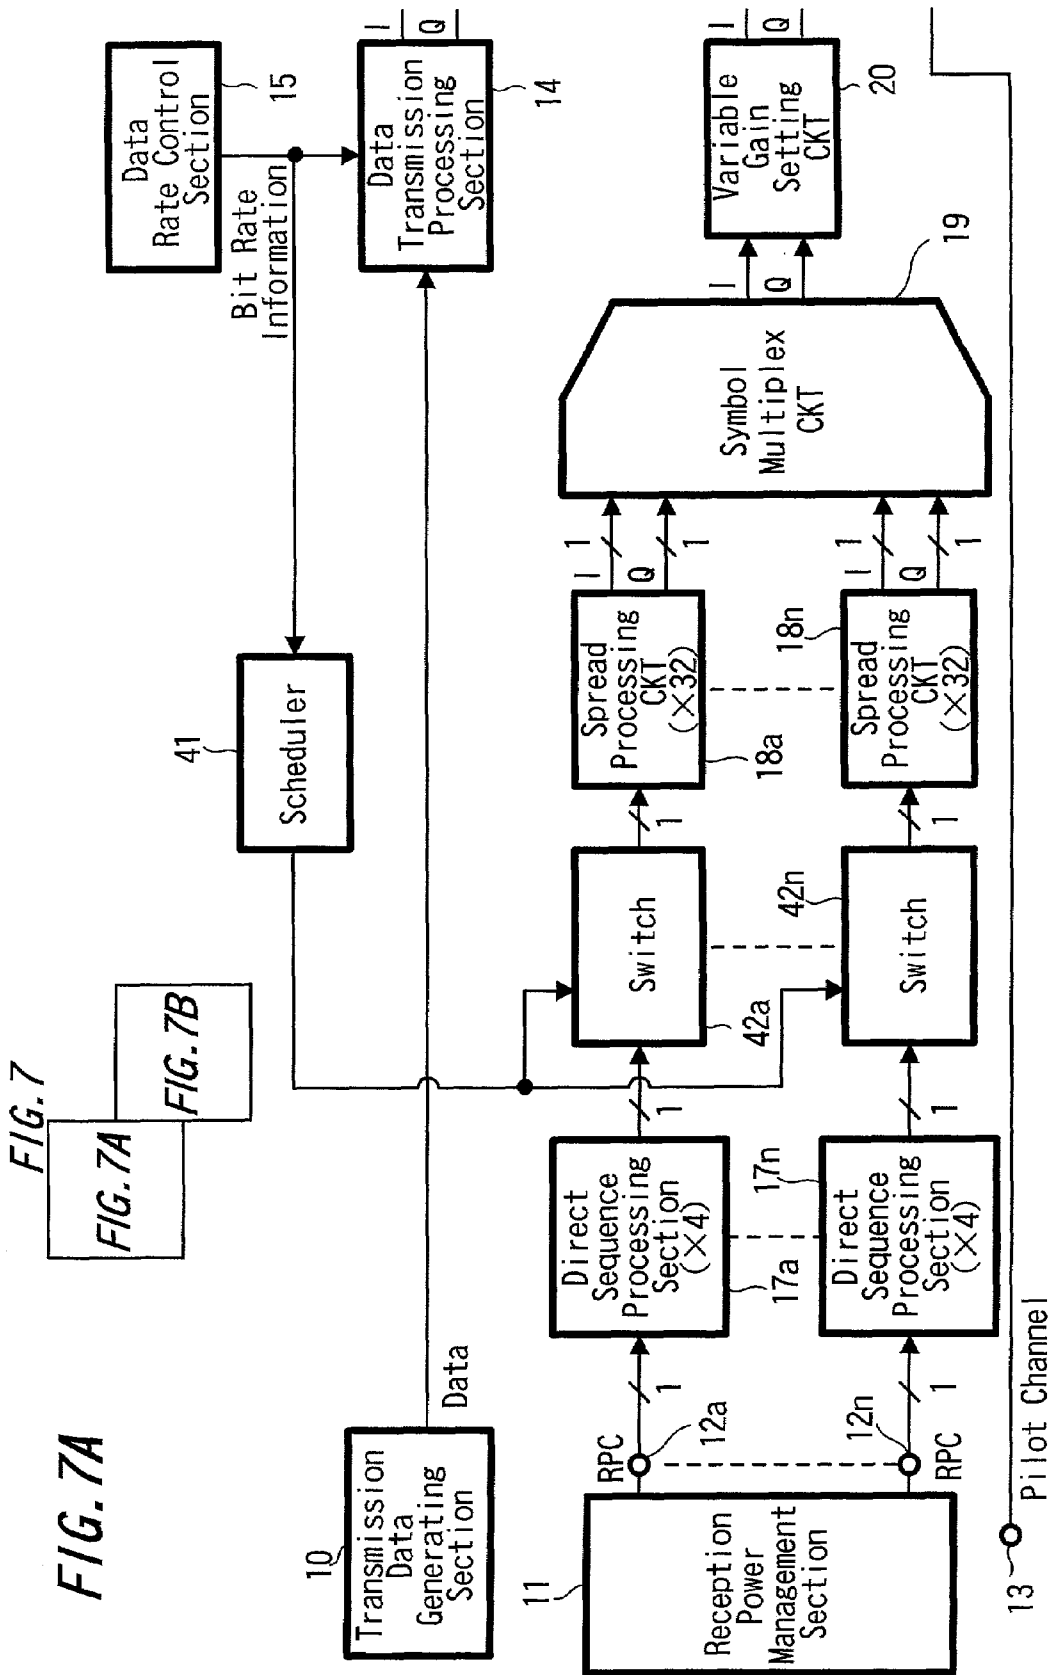 FIG. 7A
FIG. 7
FIG. 7A
FIG. 7B
10
Transmission
Data
Generating
Section
Data
41
Scheduler
Bit Rate
Information
Data
Rate Control
Section
15
Data
Transmission
Processing
Section
14
I
Q
11
Reception
Power
Management
Section
RPC
12a
1
Direct
Sequence
Processing
Section
(×4)
17a
1
Switch
42a
1
Spread
Processing
CKT
(×32)
18a
I
1
Q
1
12n
RPC
1
17n
Direct
Sequence
Processing
Section
(×4)
1
42n
Switch
1
18n
Spread
Processing
CKT
(×32)
I
1
Q
1
Symbol
Multiplex
CKT
19
I
Q
Variable
Gain
Setting
CKT
20
I
Q
13
Pilot Channel